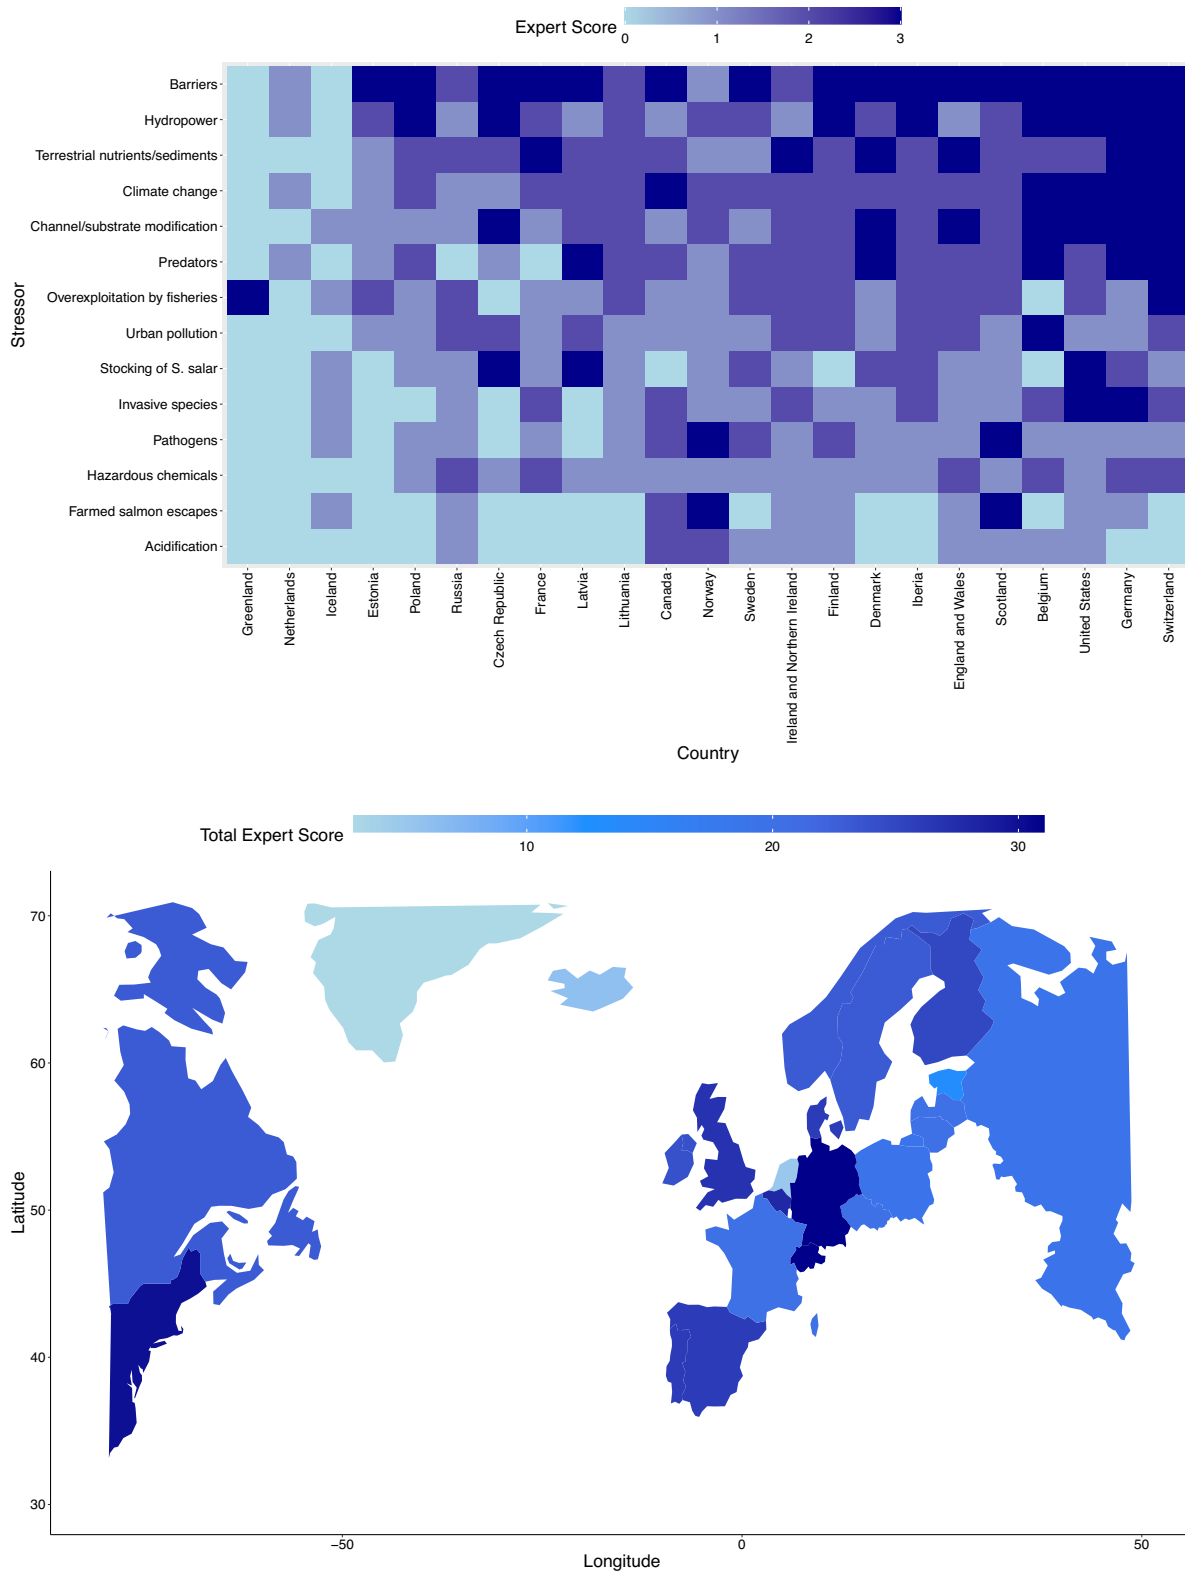 Expert Score
0 1 2 3
Stressor
Barriers
Hydropower
Terrestrial nutrients/sediments
Climate change
Channel/substrate modification
Predators
Overexploitation by fisheries
Urban pollution
Stocking of S. salar
Invasive species
Pathogens
Hazardous chemicals
Farmed salmon escapes
Acidification
Greenland
Netherlands
Iceland
Estonia
Poland
Russia
Czech Republic
France
Latvia
Lithuania
Canada
Norway
Sweden
Ireland and Northern Ireland
Finland
Denmark
Iberia
England and Wales
Scotland
Belgium
United States
Germany
Switzerland
Country
Total Expert Score
10 20 30
Latitude
70
60
50
40
30
−50 0 50
Longitude